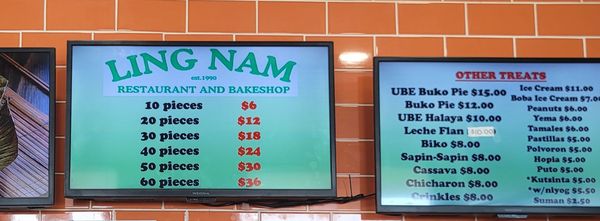 LING NAM
est. 1990
RESTAURANT AND BAKESHOP
10 pieces $6
20 pieces $12
30 pieces $18
40 pieces $24
50 pieces $30
60 pieces $36
OTHER TREATS
UBE Buko Pie $15.00
Buko Pie $12.00
UBE Halaya $10.00
Leche Flan $10.00
Biko $8.00
Sapin-Sapin $8.00
Cassava $8.00
Chicharon $8.00
Crinkles $8.00
Ice Cream $11.00
Boba Ice Cream $7.0
Peanuts $6.00
Yema $6.00
Tamales $6.00
Pastillas $5.00
Polvoron $5.00
Hopia $5.00
Puto $5.00
*Kutsinta $5.00
*w/niyog $5.50
Suman $2.50